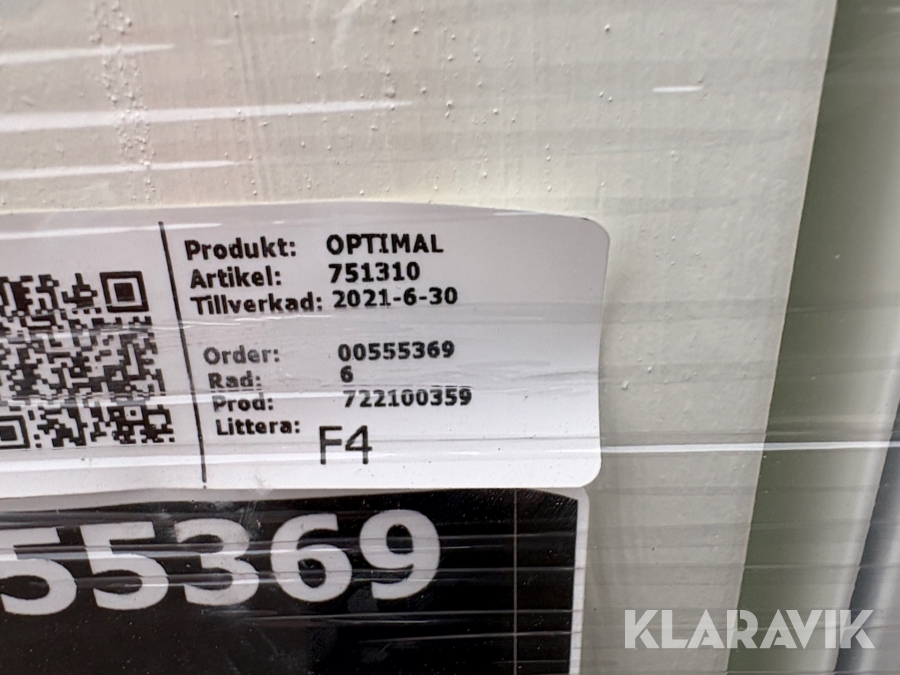 Produkt: OPTIMAL
Artikel: 751310
Tillverkad: 2021-6-30
Order: 00555369
Rad: 6
Prod: 722100359
Littera: F4
55369
KLARAVIK